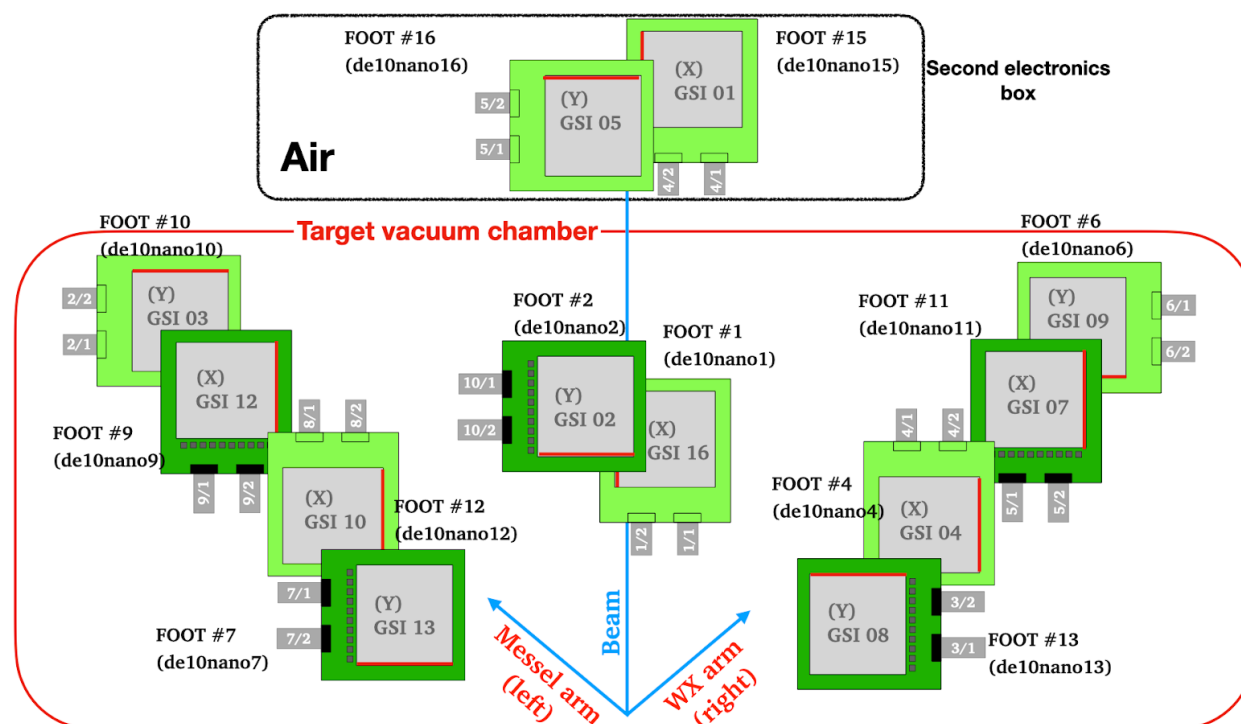 FOOT #16
(de10nano16)
FOOT #15
(de10nano15)
Second electronics
box
(X)
GSI 01
(Y)
GSI 05
5/2
5/1
4/2
4/1
Air
Target vacuum chamber
FOOT #10
(de10nano10)
(Y)
GSI 03
2/2
2/1
(X)
GSI 12
FOOT #9
(de10nano9)
9/1
9/2
8/1
8/2
(X)
GSI 10
FOOT #12
(de10nano12)
7/1
7/2
(Y)
GSI 13
FOOT #7
(de10nano7)
FOOT #2
(de10nano2)
FOOT #1
(de10nano1)
10/1
10/2
(Y)
GSI 02
(X)
GSI 16
1/2
1/1
FOOT #6
(de10nano6)
(Y)
GSI 09
6/1
6/2
FOOT #11
(de10nano11)
(X)
GSI 07
5/1
5/2
4/1
4/2
FOOT #4
(de10nano4)
(X)
GSI 04
(Y)
GSI 08
3/2
3/1
FOOT #13
(de10nano13)
Messel arm
(left)
Beam
WX arm
(right)